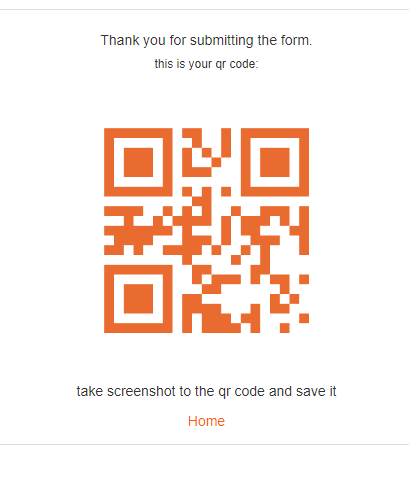 Thank you for submitting the form.
this is your qr code:
take screenshot to the qr code and save it
Home